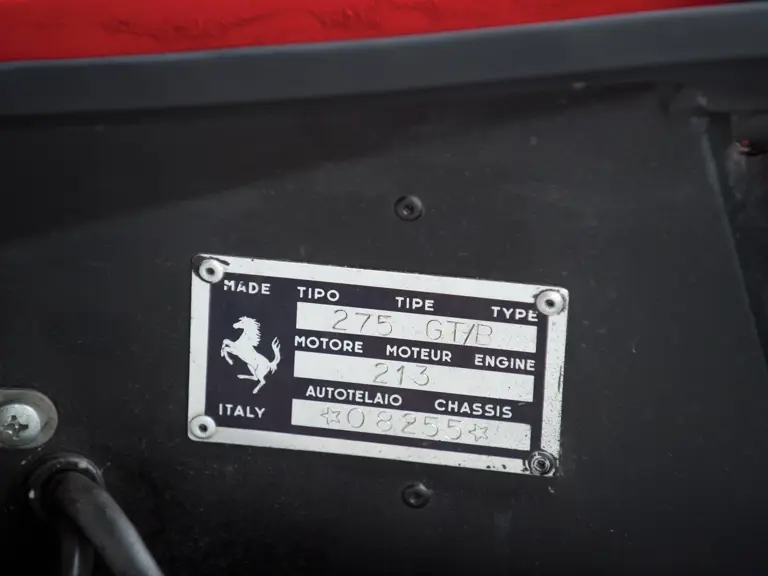 MADE TIPO TIPE TYPE
275 GT/B
MOTORE MOTEUR ENGINE
213
AUTOTELAIO CHASSIS
ITALY ☆08255☆